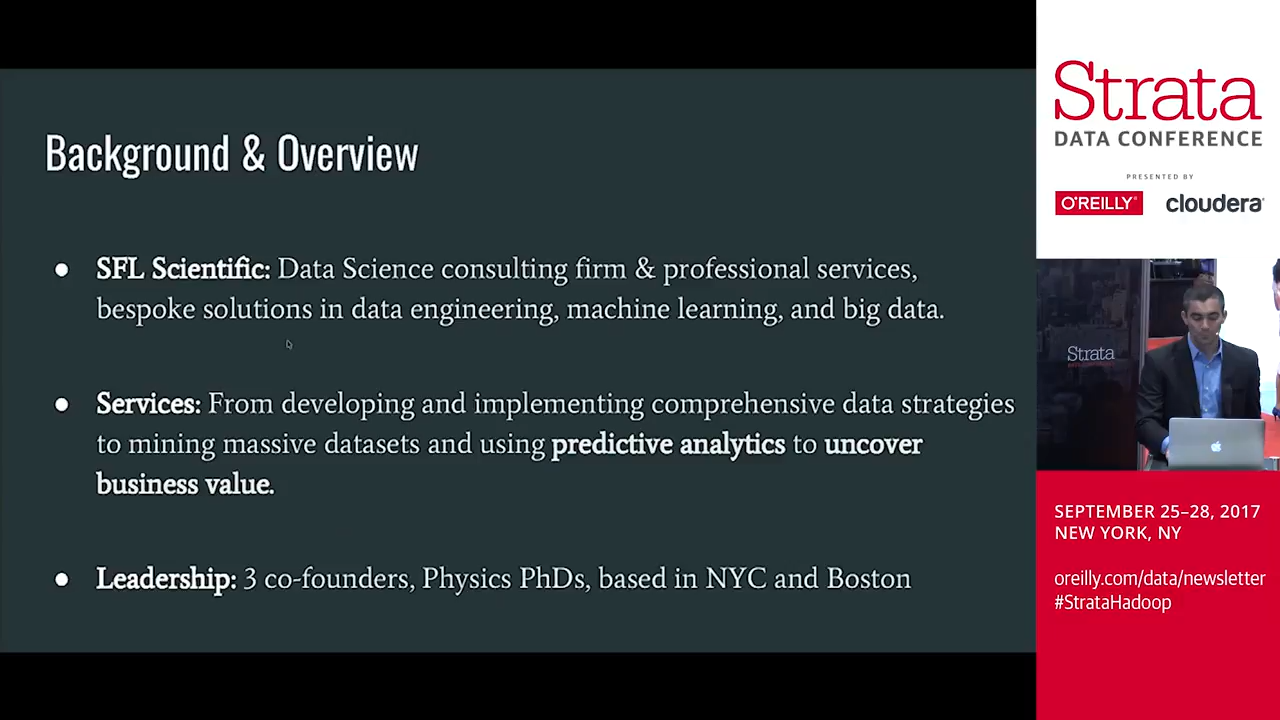 Background & Overview
● SFL Scientific: Data Science consulting firm & professional services,
bespoke solutions in data engineering, machine learning, and big data.
● Services: From developing and implementing comprehensive data strategies
to mining massive datasets and using predictive analytics to uncover
business value.
● Leadership: 3 co-founders, Physics PhDs, based in NYC and Boston
Strata
DATA CONFERENCE
PRESENTED BY
O'REILLY® cloudera®
Strata
SEPTEMBER 25–28, 2017
NEW YORK, NY
oreilly.com/data/newsletter
#StrataHadoop